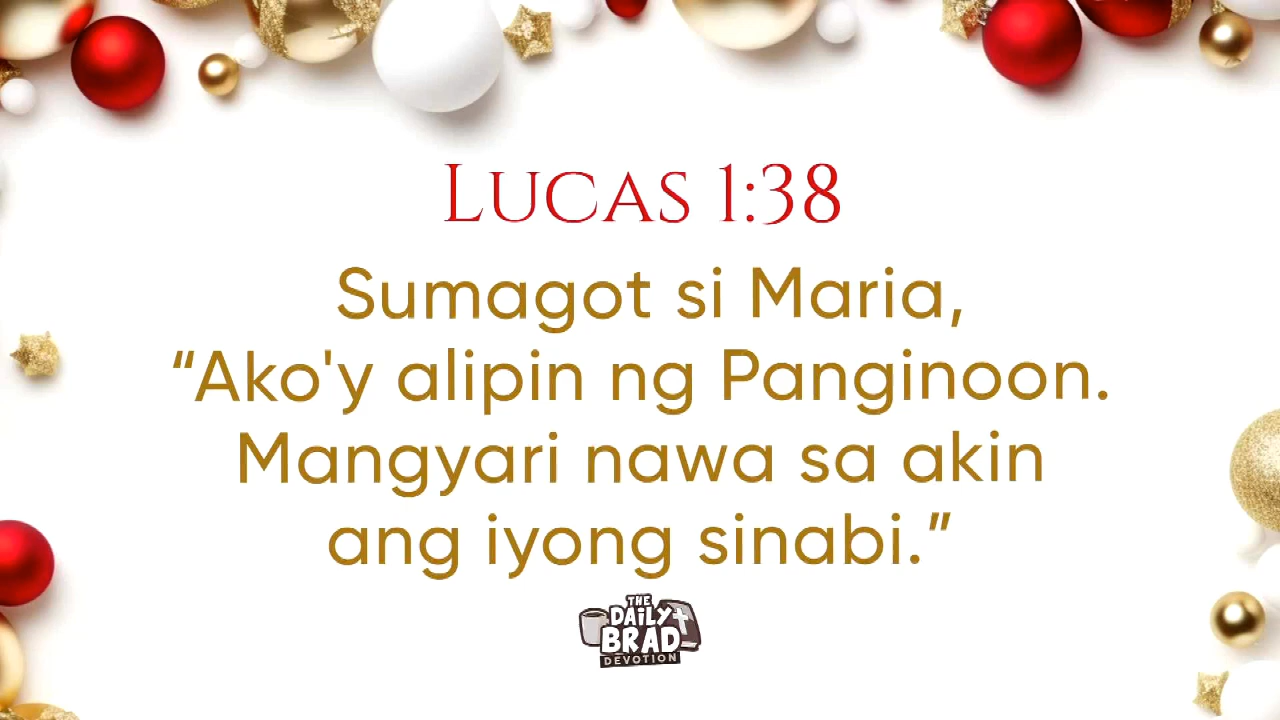 LUCAS 1:38
Sumagot si Maria,
“Ako'y alipin ng Panginoon.
Mangyari nawa sa akin
ang iyong sinabi.”
THE
DAiLY
BRAD
DEVOTION